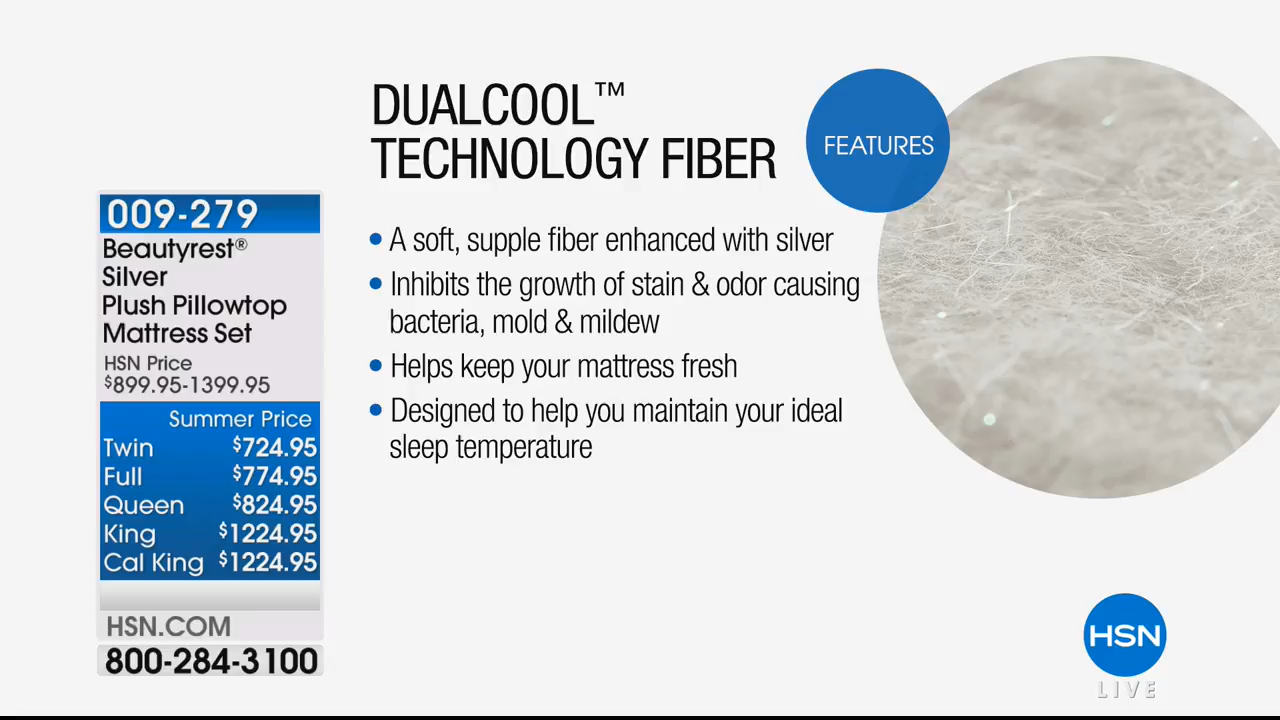 DUALCOOL™
TECHNOLOGY FIBER
FEATURES
• A soft, supple fiber enhanced with silver
• Inhibits the growth of stain & odor causing
bacteria, mold & mildew
• Helps keep your mattress fresh
• Designed to help you maintain your ideal
sleep temperature
009-279
Beautyrest®
Silver
Plush Pillowtop
Mattress Set
HSN Price
$899.95-1399.95
Summer Price
Twin $724.95
Full $774.95
Queen $824.95
King $1224.95
Cal King $1224.95
HSN.COM
800-284-3100
HSN
LIVE